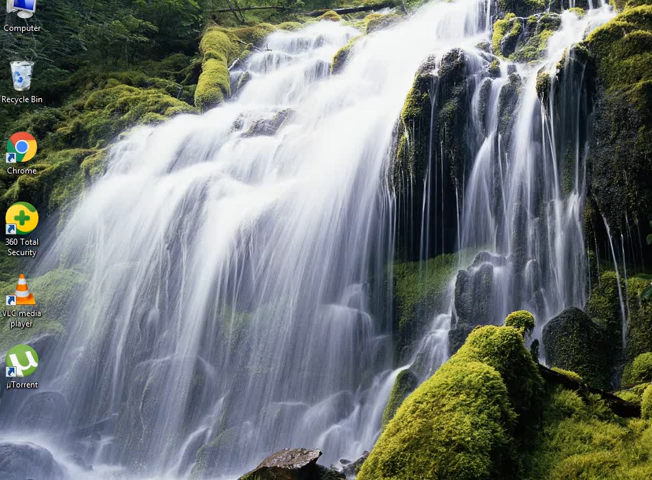 Computer
Recycle Bin
Chrome
360 Total
Security
VLC media
player
µTorrent